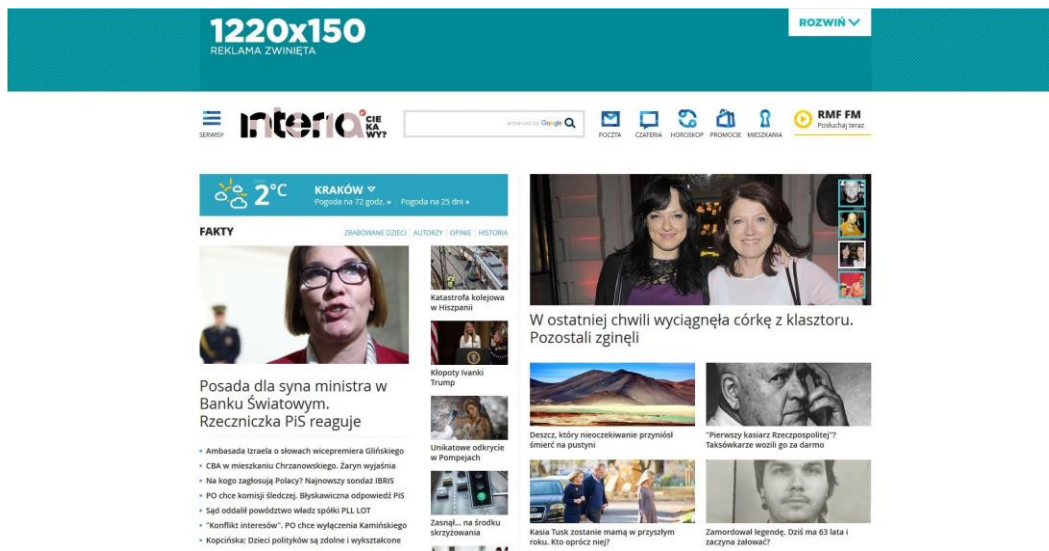 1220x150
REKLAMA ZWINIĘTA
ROZWIŃ
SERWISY
interia
CIE
KA
WY?
enhanced by Google
POCZTA
CZATERIA
HOROSKOP
PROMOCJE
MIESZKANIA
RMF FM
Posłuchaj teraz
2°C
KRAKÓW
Pogoda na 72 godz. » | Pogoda na 25 dni »
FAKTY
ZRABOWANE DZIECI | AUTORZY | OPINIE | HISTORIA
Posada dla syna ministra w
Banku Światowym.
Rzeczniczka PiS reaguje
Ambasada Izraela o słowach wicepremiera Glińskiego
CBA w mieszkaniu Chrzanowskiego. Żaryn wyjaśnia
Na kogo zagłosują Polacy? Najnowszy sondaż IBRIS
PO chce komisji śledczej. Błyskawiczna odpowiedź PiS
Sąd oddalił powództwo władz spółki PLL LOT
"Konflikt interesów". PO chce wyłączenia Kamińskiego
Kopcińska: Dzieci polityków są zdolne i wykształcone
Katastrofa kolejowa
w Hiszpanii
Kłopoty Ivanki
Trump
Unikatowe odkrycie
w Pompejach
Zasnął... na środku
skrzyżowania
W ostatniej chwili wyciągnęła córkę z klasztoru.
Pozostali zginęli
Deszcz, który nieoczekiwanie przyniósł
śmierć na pustyni
"Pierwszy kasiarz Rzeczpospolitej"?
Taksówkarze wozili go za darmo
Kasia Tusk zostanie mamą w przyszłym
roku. Kto oprócz niej?
Zamordował legendę. Dziś ma 63 lata i
zaczyna żałować?